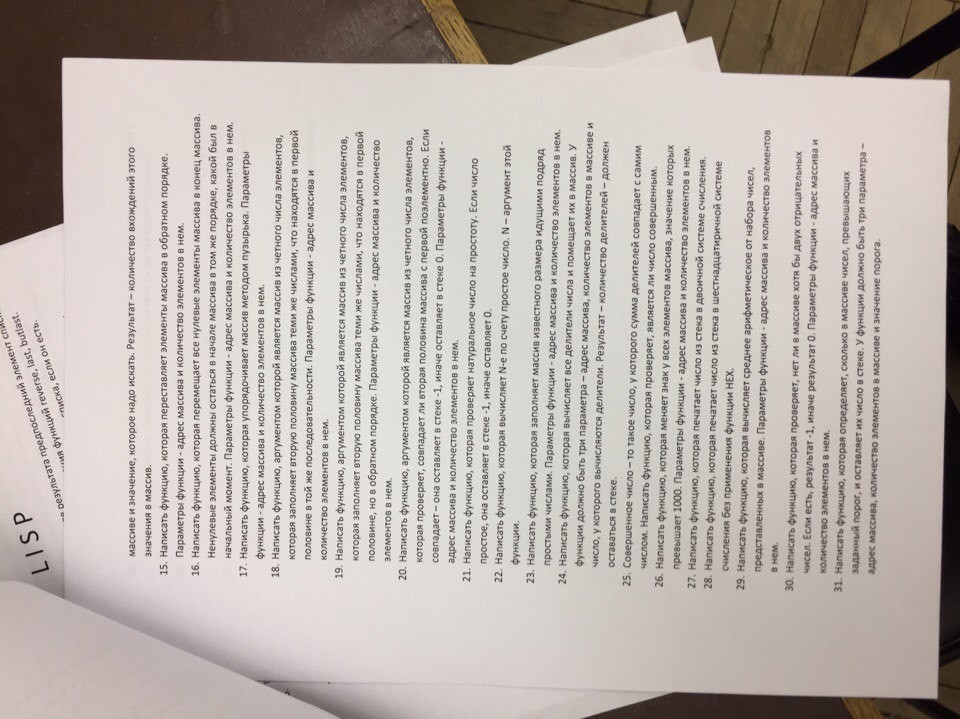 LISP
результата предпоследний элемент
функций reverse, last, butlast.
списка, если он есть.
массиве и значение, которое надо искать. Результат – количество вхождений этого
значения в массив.
15. Написать функцию, которая переставляет элементы массива в обратном порядке.
Параметры функции - адрес массива и количество элементов в нем.
16. Написать функцию, которая перемещает все нулевые элементы массива в конец массива.
Ненулевые элементы должны остаться в начале массива в том же порядке, какой был в
начальный момент. Параметры функции - адрес массива и количество элементов в нем.
17. Написать функцию, которая упорядочивает массив методом пузырька. Параметры
функции - адрес массива и количество элементов в нем.
18. Написать функцию, аргументом которой является массив из четного числа элементов,
которая заполняет вторую половину массива теми же числами, что находятся в первой
половине в той же последовательности. Параметры функции - адрес массива и
количество элементов в нем.
19. Написать функцию, аргументом которой является массив из четного числа элементов,
которая заполняет вторую половину массива теми же числами, что находятся в первой
половине, но в обратном порядке. Параметры функции - адрес массива и количество
элементов в нем.
20. Написать функцию, аргументом которой является массив из четного числа элементов,
которая проверяет, совпадает ли вторая половина массива с первой поэлементно. Если
совпадает – она оставляет в стеке -1, иначе оставляет в стеке 0. Параметры функции -
адрес массива и количество элементов в нем.
21. Написать функцию, которая проверяет натуральное число на простоту. Если число
простое, она оставляет в стеке -1, иначе оставляет 0.
22. Написать функцию, которая вычисляет N-е по счету простое число. N – аргумент этой
функции.
23. Написать функцию, которая заполняет массив известного размера идущими подряд
простыми числами. Параметры функции - адрес массива и количество элементов в нем.
24. Написать функцию, которая вычисляет все делители числа и помещает их в массив. У
функции должно быть три параметра – адрес массива, количество элементов в массиве и
число, у которого вычисляются делители. Результат – количество делителей – должен
оставаться в стеке.
25. Совершенное число – то такое число, у которого сумма делителей совпадает с самим
числом. Написать функцию, которая проверяет, является ли число совершенным.
26. Написать функцию, которая меняет знак у всех элементов массива, значение которых
превышает 1000. Параметры функции - адрес массива и количество элементов в нем.
27. Написать функцию, которая печатает число из стека в двоичной системе счисления.
28. Написать функцию, которая печатает число из стека в шестнадцатиричной системе
счисления без применения функции HEX.
29. Написать функцию, которая вычисляет среднее арифметическое от набора чисел,
представленных в массиве. Параметры функции - адрес массива и количество элементов
в нем.
30. Написать функцию, которая проверяет, нет ли в массиве хотя бы двух отрицательных
чисел. Если есть, результат -1, иначе результат 0. Параметры функции - адрес массива и
количество элементов в нем.
31. Написать функцию, которая определяет, сколько в массиве чисел, превышающих
заданный порог, и оставляет их число в стеке. У функции должно быть три параметра –
адрес массива, количество элементов в массиве и значение порога.